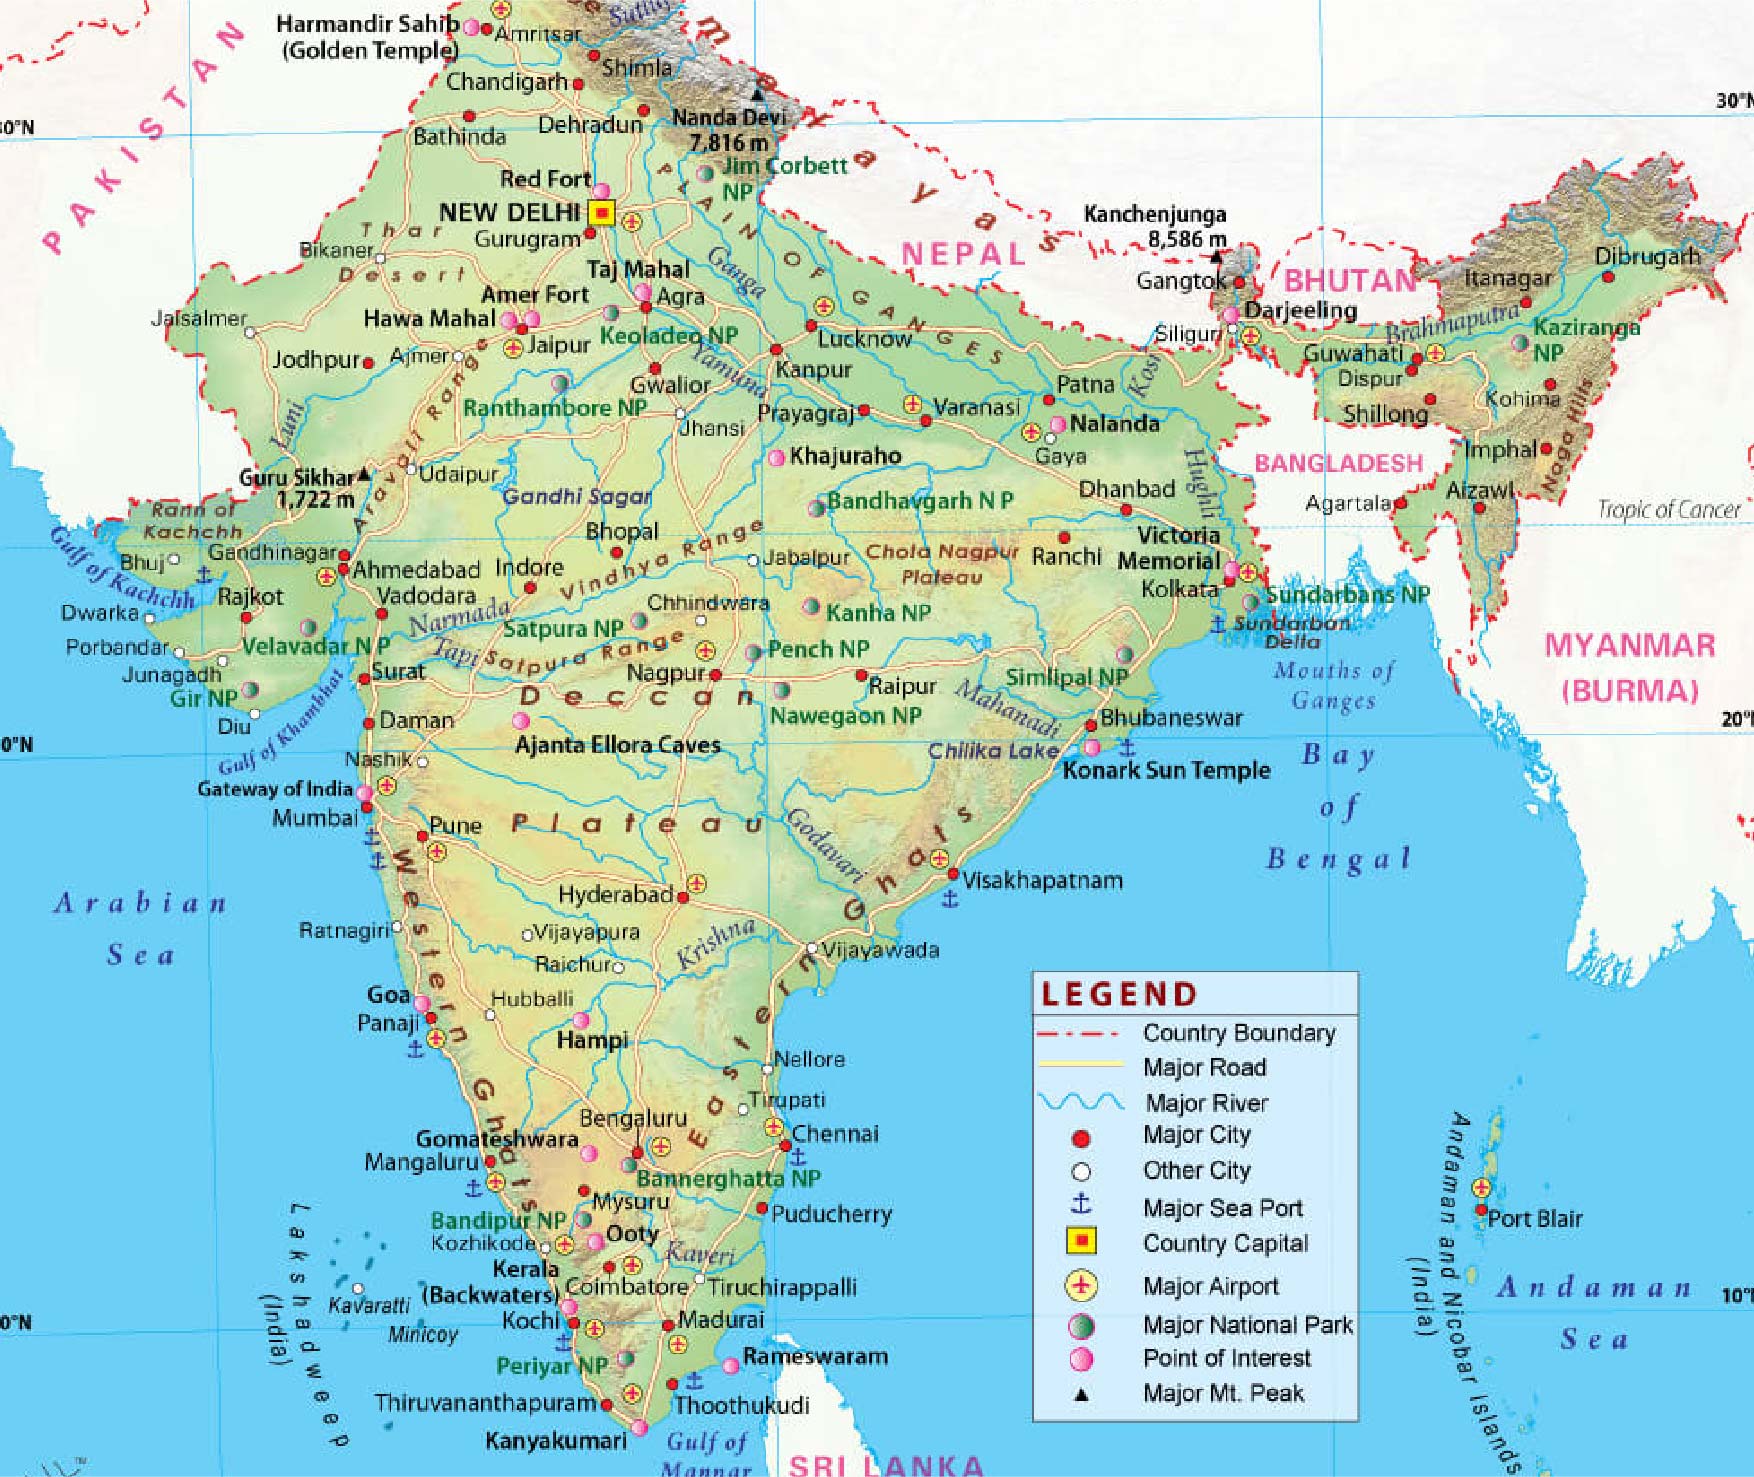 Harmandir Sahib
(Golden Temple)
Amritsar
Shimla
Chandigarh
Dehradun
Bathinda
Nanda Devi
7,816 m
Jim Corbett
NP
PAKISTAN
Himalayas
30°N
0°N
Red Fort
NEW DELHI
Gurugram
PLAIN OF GANGES
Thar
Desert
Bikaner
Ganga
NEPAL
Kanchenjunga
8,586 m
Gangtok
BHUTAN
Itanagar
Dibrugarh
Taj Mahal
Agra
Amer Fort
Hawa Mahal
Jaipur
Keoladeo NP
Lucknow
Darjeeling
Siliguri
Brahmaputra
Kaziranga
NP
Guwahati
Dispur
Shillong
Kohima
Imphal
Naga Hills
Jaisalmer
Jodhpur
Ajmer
Aravali Range
Gwalior
Yamuna
Kanpur
Patna
Kosi
Ranthambore NP
Jhansi
Prayagraj
Varanasi
Nalanda
Gaya
Luni
Khajuraho
Guru Sikhar
1,722 m
Udaipur
Gandhi Sagar
Bandhavgarh N P
Dhanbad
Hughli
BANGLADESH
Agartala
Aizawl
Tropic of Cancer
Rann of
Kachchh
Gulf of Kachchh
Bhuj
Gandhinagar
Ahmedabad
Bhopal
Indore
Vindhya Range
Jabalpur
Chota Nagpur
Plateau
Ranchi
Victoria
Memorial
Kolkata
Sundarbans NP
Sundarban
Delta
Dwarka
Rajkot
Vadodara
Narmada
Chhindwara
Kanha NP
Satpura NP
Porbandar
Velavadar N P
Tapi
Satpura Range
Pench NP
Junagadh
Gir NP
Surat
Nagpur
Raipur
Simlipal NP
Mahanadi
Mouths of
Ganges
MYANMAR
(BURMA)
Diu
Gulf of Khambhat
Daman
Deccan
Plateau
Nawegaon NP
Bhubaneswar
20°N
0°N
Ajanta Ellora Caves
Chilika Lake
Konark Sun Temple
Bay
of
Bengal
Nashik
Gateway of India
Mumbai
Pune
Godavari
Arabian
Sea
Western Ghats
Eastern Ghats
Hyderabad
Visakhapatnam
Ratnagiri
Vijayapura
Krishna
Vijayawada
Raichur
Goa
Panaji
Hubballi
Hampi
Nellore
Tirupati
Bengaluru
Chennai
Gomateshwara
Mangaluru
Bannerghatta NP
Mysuru
Puducherry
Bandipur NP
Ooty
Kozhikode
Kaveri
Kerala
(Backwaters)
Coimbatore
Tiruchirappalli
Lakshadweep
(India)
Kavaratti
Minicoy
Kochi
Madurai
Periyar NP
Rameswaram
Thiruvananthapuram
Thoothukudi
Kanyakumari
Gulf of
Mannar
SRI LANKA
0°N
10°N
Andaman and Nicobar Islands
(India)
Port Blair
Andaman
Sea
LEGEND
Country Boundary
Major Road
Major River
Major City
Other City
Major Sea Port
Country Capital
Major Airport
Major National Park
Point of Interest
Major Mt. Peak